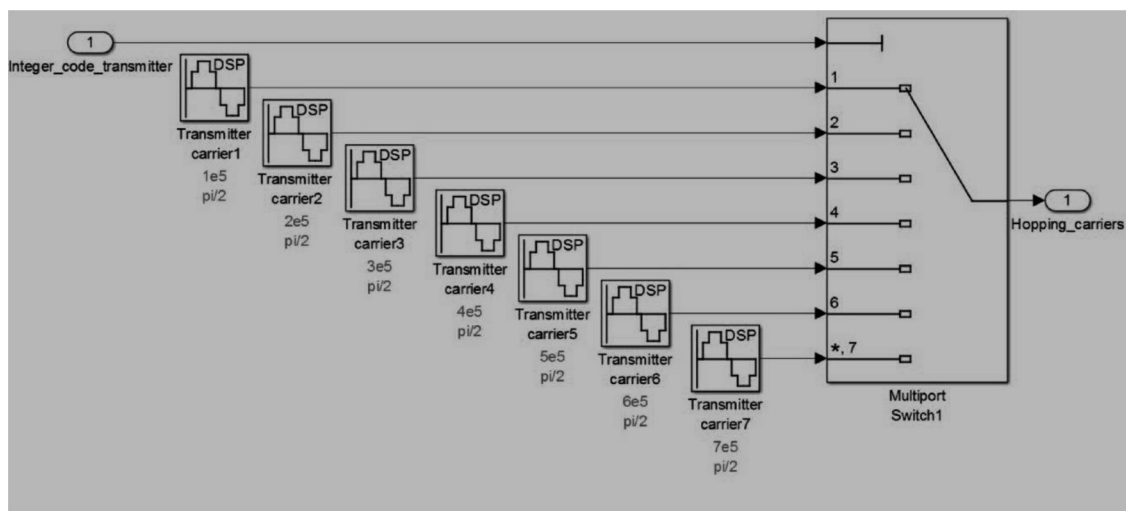 1
Integer_code_transmitter
DSP
Transmitter
carrier1
1e5
pi/2
DSP
Transmitter
carrier2
2e5
pi/2
DSP
Transmitter
carrier3
3e5
pi/2
DSP
Transmitter
carrier4
4e5
pi/2
DSP
Transmitter
carrier5
5e5
pi/2
DSP
Transmitter
carrier6
6e5
pi/2
DSP
Transmitter
carrier7
7e5
pi/2
1
2
3
4
5
6
*, 7
Multiport
Switch1
1
Hopping_carriers